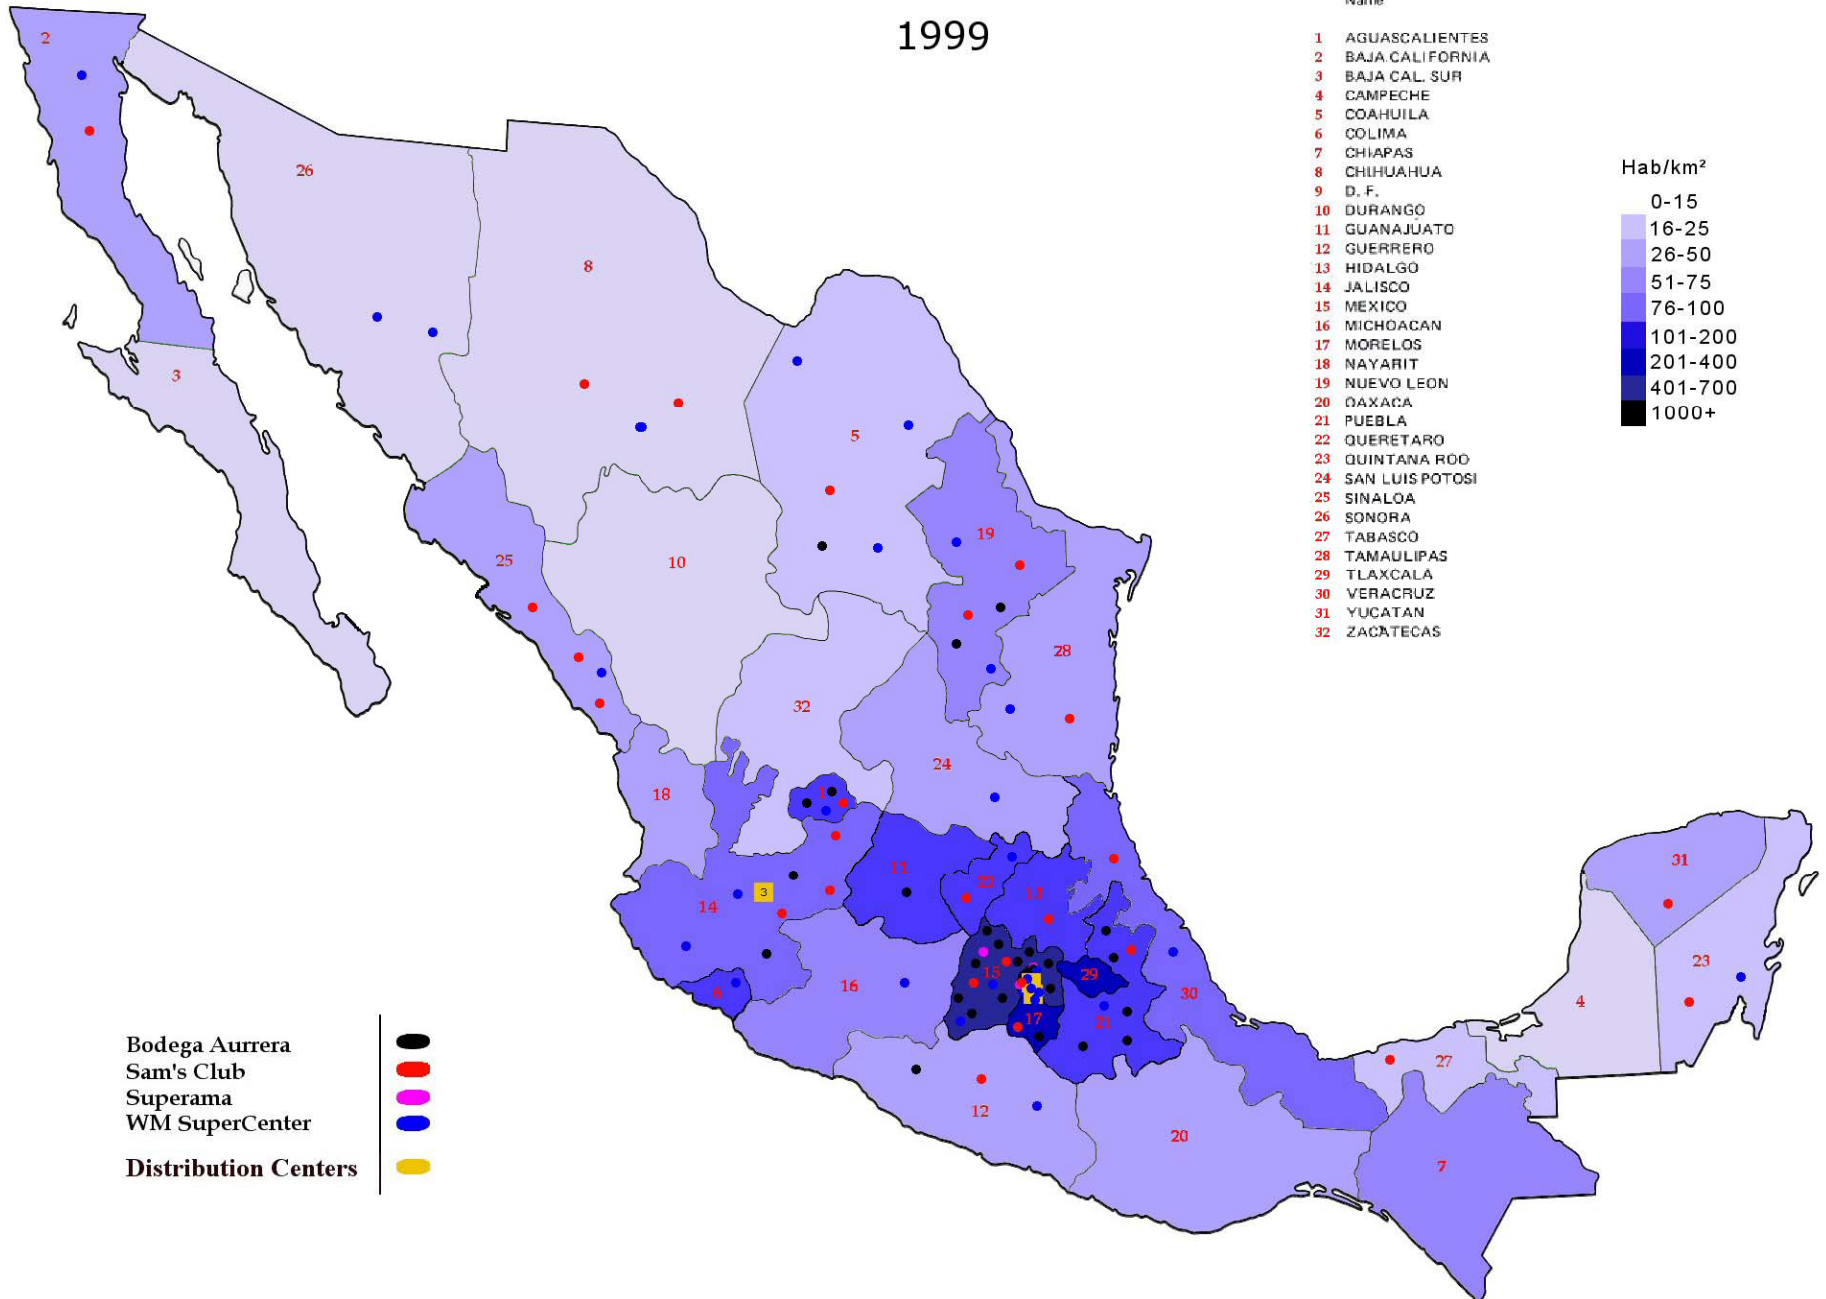 Name
1999
1 AGUASCALIENTES
2 BAJA CALIFORNIA
3 BAJA CAL. SUR
4 CAMPECHE
5 COAHUILA
6 COLIMA
7 CHIAPAS
8 CHIHUAHUA
9 D. F.
10 DURANGO
11 GUANAJUATO
12 GUERRERO
13 HIDALGO
14 JALISCO
15 MEXICO
16 MICHOACAN
17 MORELOS
18 NAYARIT
19 NUEVO LEON
20 OAXACA
21 PUEBLA
22 QUERETARO
23 QUINTANA ROO
24 SAN LUIS POTOSI
25 SINALOA
26 SONORA
27 TABASCO
28 TAMAULIPAS
29 TLAXCALA
30 VERACRUZ
31 YUCATAN
32 ZACATECAS
Hab/km²
0-15
16-25
26-50
51-75
76-100
101-200
201-400
401-700
1000+
2
26
8
3
5
19
25
10
28
32
24
18
1
11
22
13
31
14
3
23
15
29
16
6
30
4
17
21
27
12
20
7
Bodega Aurrera
Sam's Club
Superama
WM SuperCenter
Distribution Centers